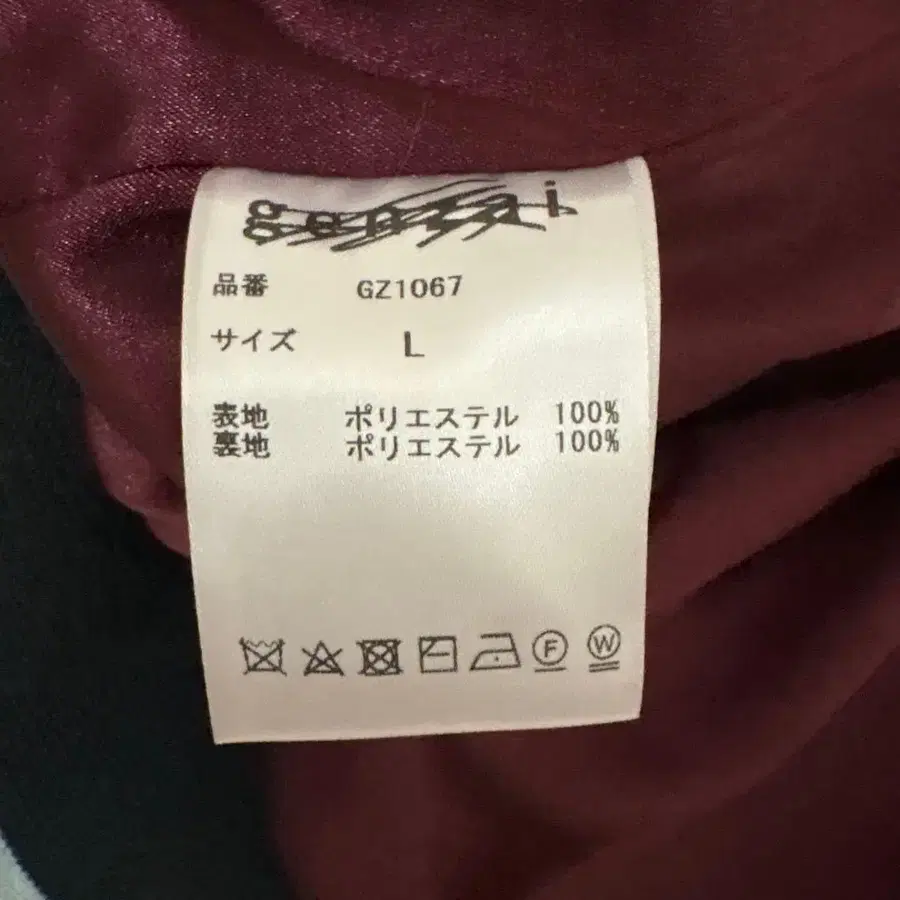 genzai
品番 GZ1067
サイズ L
表地 ポリエステル 100%
裏地 ポリエステル 100%
F W